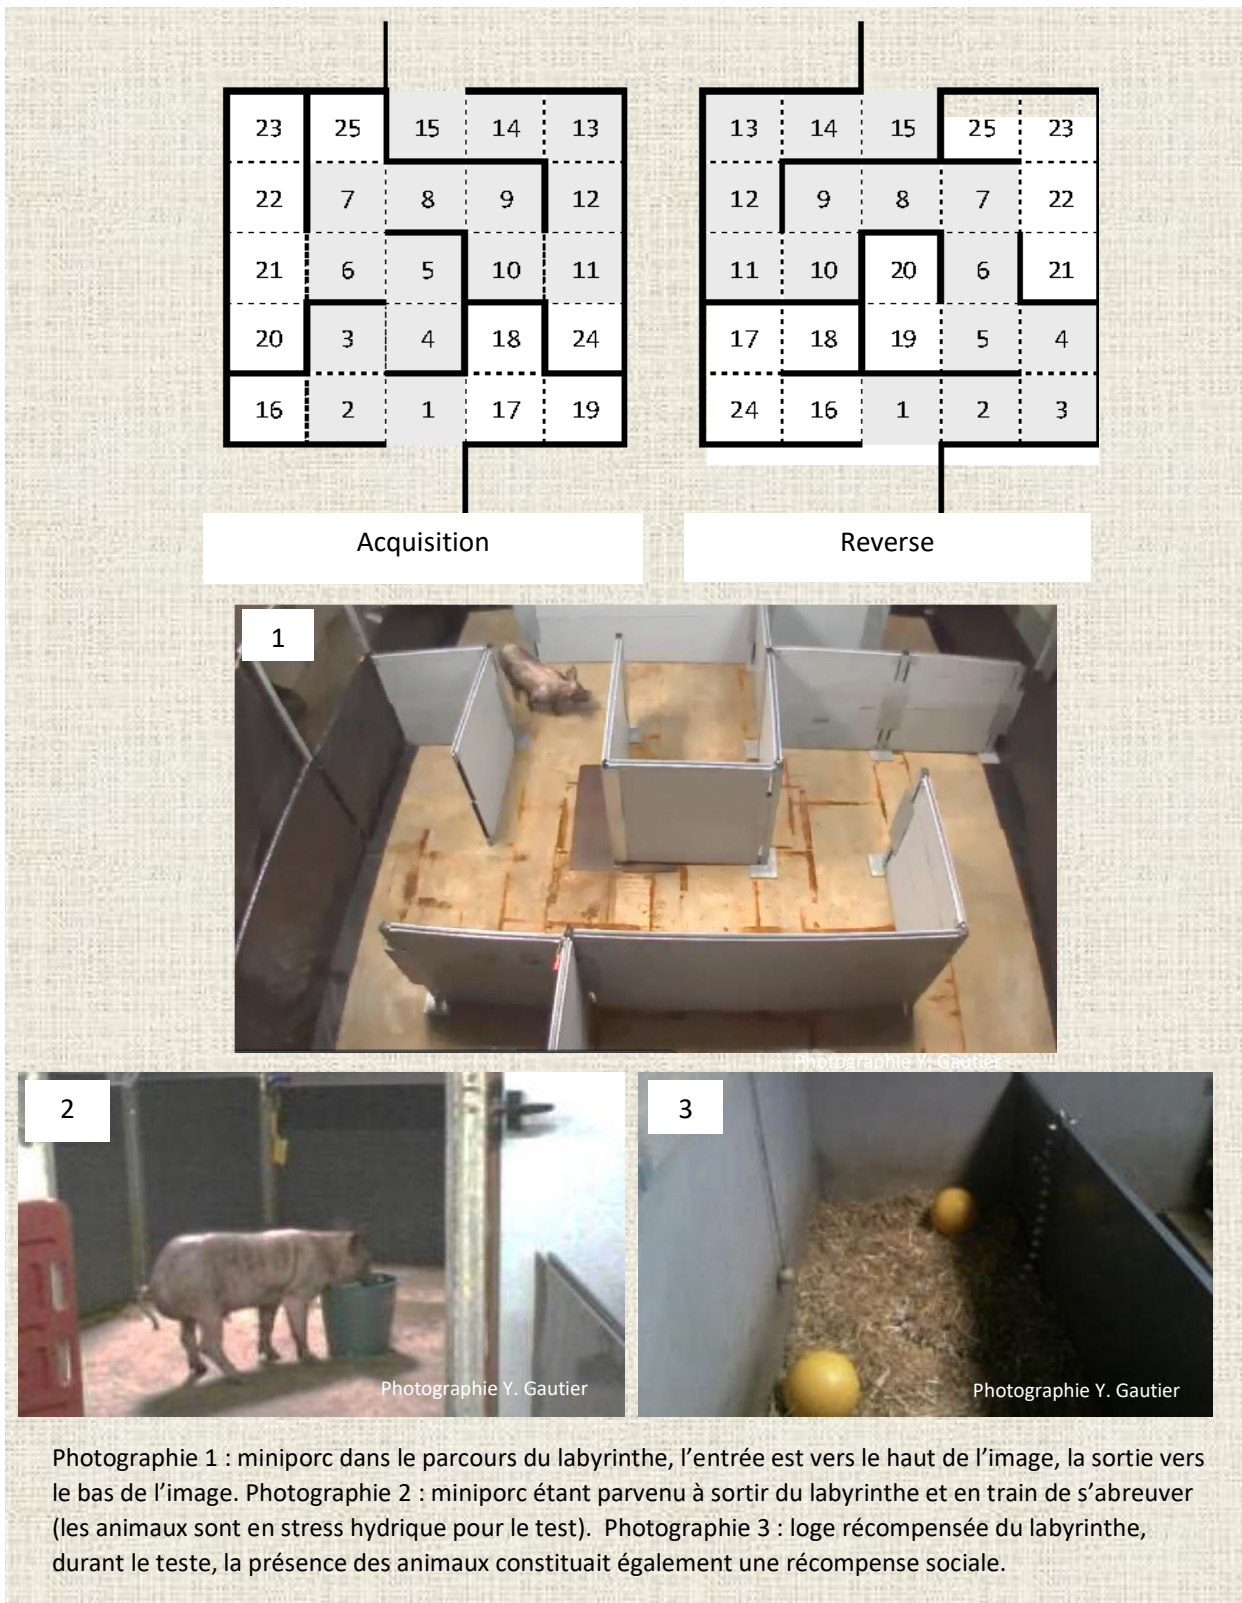 23 25 15 14 13
22 7 8 9 12
21 6 5 10 11
20 3 4 18 24
16 2 1 17 19
13 14 15 25 23
12 9 8 7 22
11 10 20 6 21
17 18 19 5 4
24 16 1 2 3
Acquisition
Reverse
1
Photographie Y. Gautier
2
Photographie Y. Gautier
3
Photographie Y. Gautier
Photographie 1 : miniporc dans le parcours du labyrinthe, l’entrée est vers le haut de l’image, la sortie vers
le bas de l’image. Photographie 2 : miniporc étant parvenu à sortir du labyrinthe et en train de s’abreuver
(les animaux sont en stress hydrique pour le test). Photographie 3 : loge récompensée du labyrinthe,
durant le teste, la présence des animaux constituait également une récompense sociale.